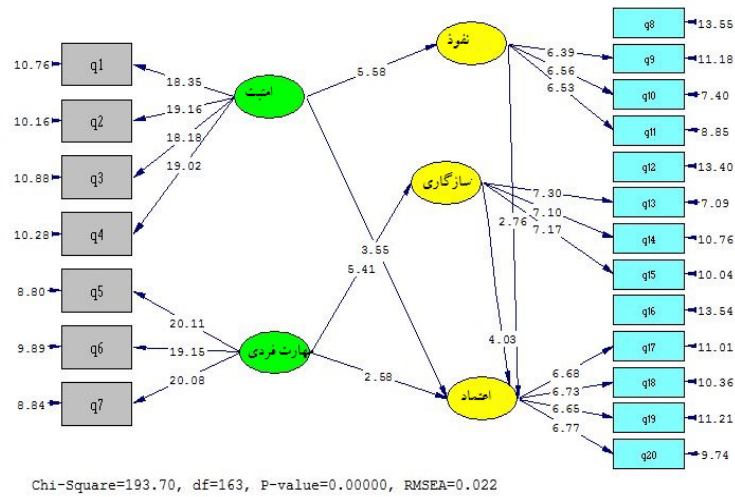 q8 13.55
نفوذ
q9 11.18
6.39
10.76 q1
q10 7.40
6.56
6.53
5.58
18.35
امنیت
q11 8.85
10.16 q2
19.16
q12 13.40
18.18
19.02
10.88 q3
سازگاری
q13 7.09
7.30
7.10
7.17
2.76
10.28 q4
q14 10.76
3.55
5.41
q15 10.04
8.80 q5
q16 13.54
20.11
4.03
q17 11.01
9.89 q6
19.15
مهارت فردی
2.58
6.68
q18 10.36
20.08
6.73
اعتماد
8.84 q7
6.65
q19 11.21
6.77
q20 9.74
Chi-Square=193.70, df=163, P-value=0.00000, RMSEA=0.022